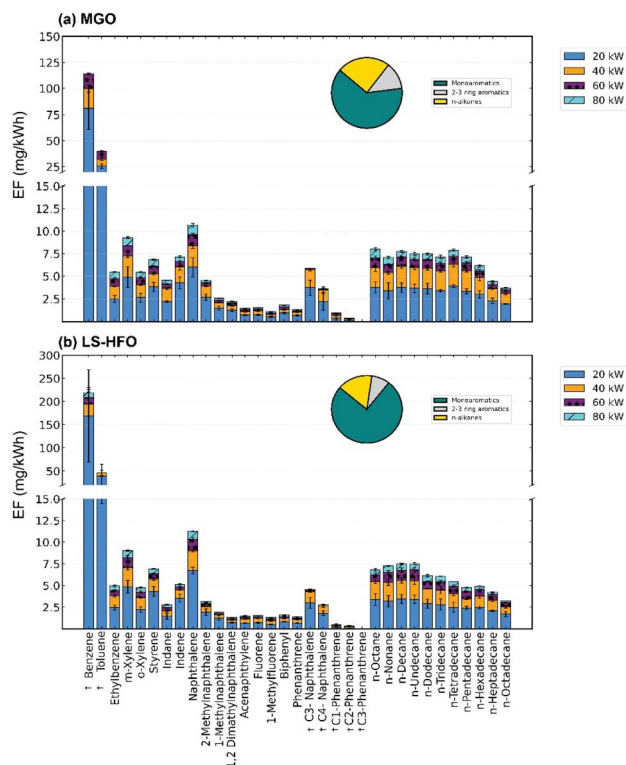 (a) MGO
EF (mg/kWh)
150
125
100
75
50
25
15.0
12.5
10.0
7.5
5.0
2.5
Monoaromatics
2-3 ring aromatics
n-alkanes
20 kW
40 kW
60 kW
80 kW
(b) LS-HFO
EF (mg/kWh)
300
250
200
150
100
50
15.0
12.5
10.0
7.5
5.0
2.5
Monoaromatics
2-3 ring aromatics
n-alkanes
20 kW
40 kW
60 kW
80 kW
↑ Benzene
↑ Toluene
Ethylbenzene
m-Xylene
o-Xylene
Styrene
Indane
Indene
Naphthalene
2-Methylnaphthalene
1-Methylnaphthalene
1,2 Dimathylnaphthalene
Acenaphthylene
Fluorene
1-Methylfluorene
Biphenyl
Phenanthrene
↑ C3- Naphthalene
↑ C4- Naphthalene
↑ C1-Phenanthrene
↑ C2-Phenanthrene
↑ C3-Phenanthrene
n-Octane
n-Nonane
n-Decane
n-Undecane
n-Dodecane
n-Tridecane
n-Tetradecane
n-Pentadecane
n-Hexadecane
n-Heptadecane
n-Octadecane